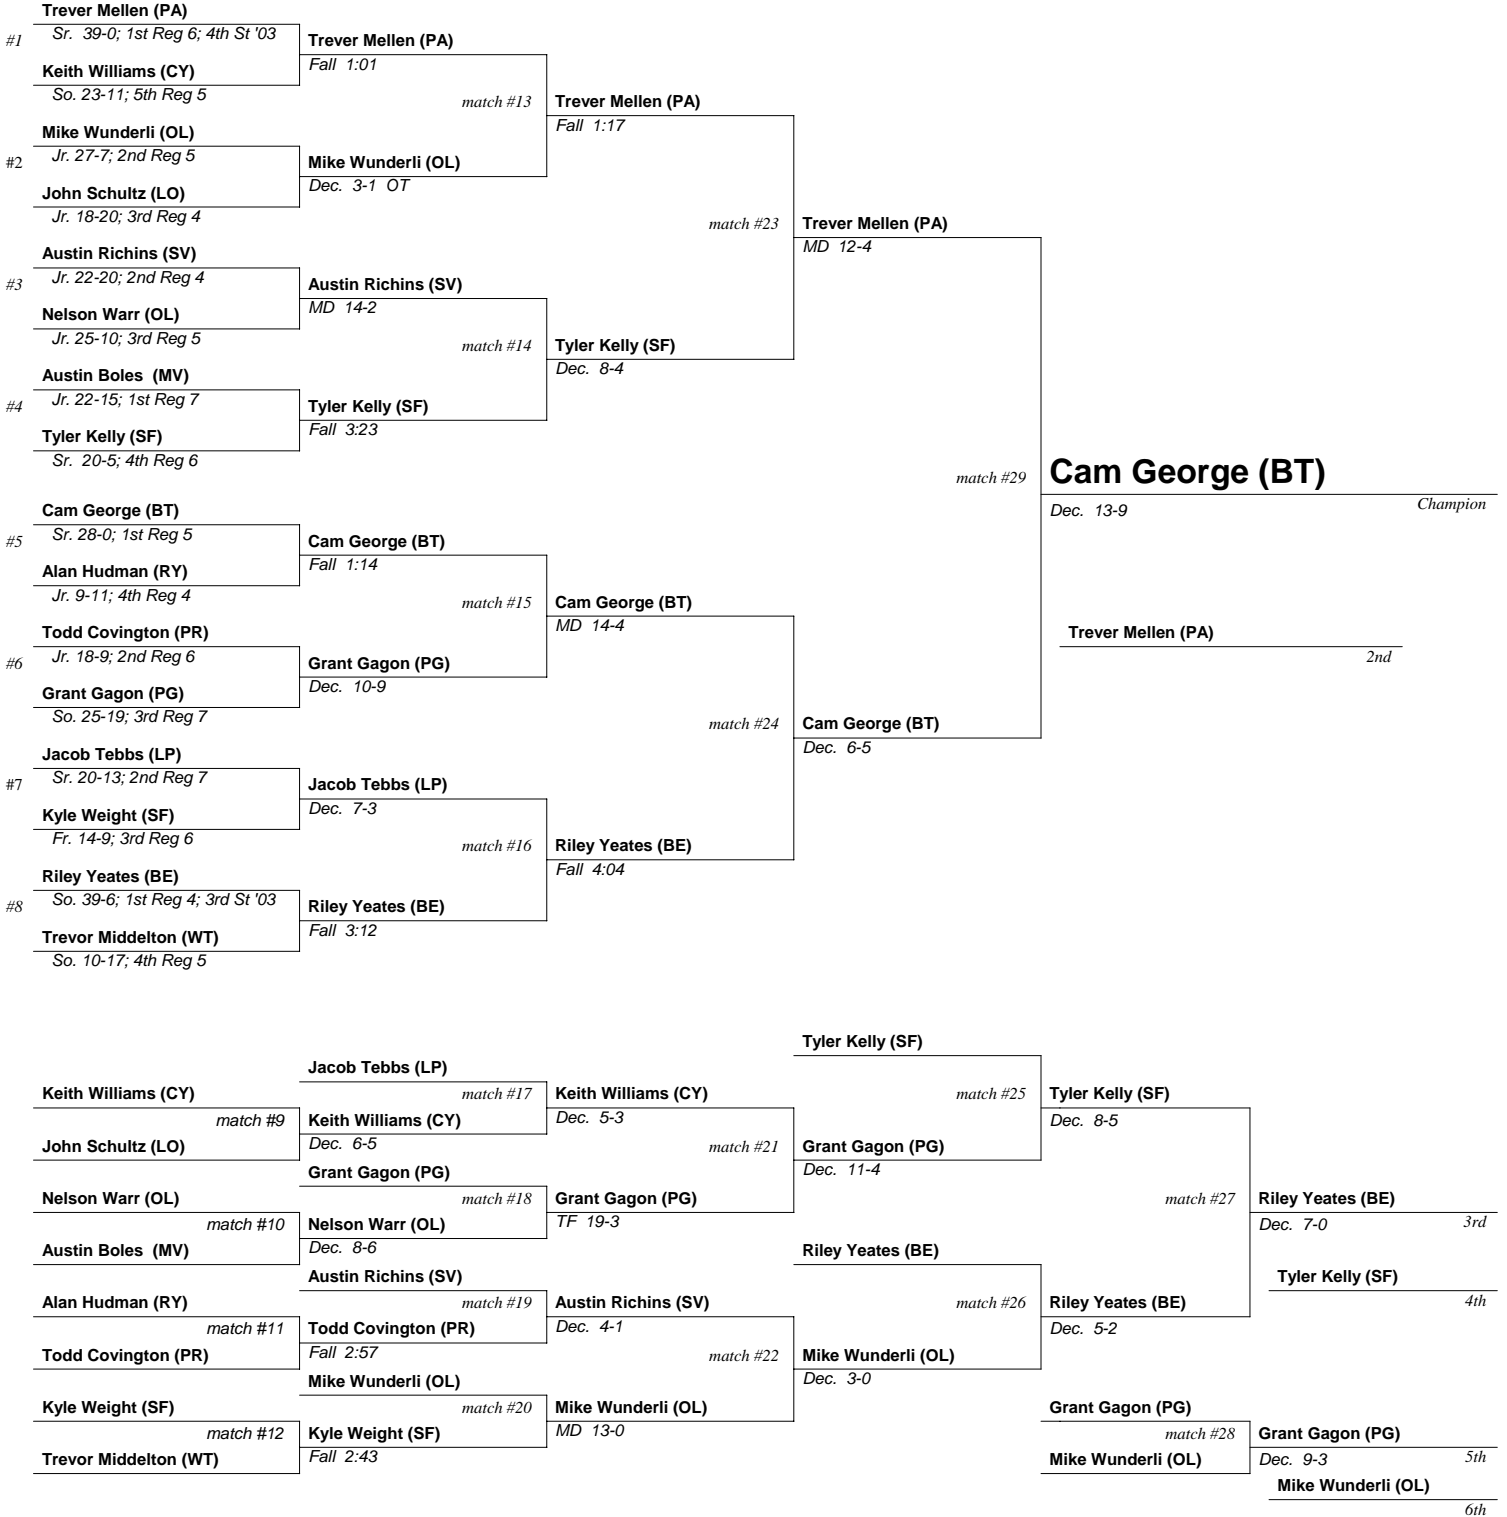 Trever Mellen (PA)
#1 Sr. 39-0; 1st Reg 6; 4th St '03
Trever Mellen (PA)
Fall 1:01
Keith Williams (CY)
So. 23-11; 5th Reg 5
match #13
Trever Mellen (PA)
Fall 1:17
Mike Wunderli (OL)
#2 Jr. 27-7; 2nd Reg 5
Mike Wunderli (OL)
Dec. 3-1 OT
John Schultz (LO)
Jr. 18-20; 3rd Reg 4
match #23
Trever Mellen (PA)
MD 12-4
Austin Richins (SV)
#3 Jr. 22-20; 2nd Reg 4
Austin Richins (SV)
MD 14-2
Nelson Warr (OL)
Jr. 25-10; 3rd Reg 5
match #14
Tyler Kelly (SF)
Dec. 8-4
Austin Boles (MV)
#4 Jr. 22-15; 1st Reg 7
Tyler Kelly (SF)
Fall 3:23
Tyler Kelly (SF)
Sr. 20-5; 4th Reg 6
match #29
Cam George (BT)
Dec. 13-9
Champion
Cam George (BT)
#5 Sr. 28-0; 1st Reg 5
Cam George (BT)
Fall 1:14
Alan Hudman (RY)
Jr. 9-11; 4th Reg 4
match #15
Cam George (BT)
MD 14-4
Trever Mellen (PA)
2nd
Todd Covington (PR)
#6 Jr. 18-9; 2nd Reg 6
Grant Gagon (PG)
Dec. 10-9
Grant Gagon (PG)
So. 25-19; 3rd Reg 7
match #24
Cam George (BT)
Dec. 6-5
Jacob Tebbs (LP)
#7 Sr. 20-13; 2nd Reg 7
Jacob Tebbs (LP)
Dec. 7-3
Kyle Weight (SF)
Fr. 14-9; 3rd Reg 6
match #16
Riley Yeates (BE)
Fall 4:04
Riley Yeates (BE)
#8 So. 39-6; 1st Reg 4; 3rd St '03
Riley Yeates (BE)
Fall 3:12
Trevor Middelton (WT)
So. 10-17; 4th Reg 5
Tyler Kelly (SF)
Jacob Tebbs (LP)
Keith Williams (CY)
match #17
Keith Williams (CY)
Dec. 5-3
match #25
Tyler Kelly (SF)
Dec. 8-5
match #9
Keith Williams (CY)
Dec. 6-5
John Schultz (LO)
match #21
Grant Gagon (PG)
Dec. 11-4
Grant Gagon (PG)
Nelson Warr (OL)
match #18
Grant Gagon (PG)
TF 19-3
match #27
Riley Yeates (BE)
Dec. 7-0
3rd
match #10
Nelson Warr (OL)
Dec. 8-6
Austin Boles (MV)
Riley Yeates (BE)
Austin Richins (SV)
Tyler Kelly (SF)
4th
Alan Hudman (RY)
match #19
Austin Richins (SV)
Dec. 4-1
match #26
Riley Yeates (BE)
Dec. 5-2
match #11
Todd Covington (PR)
Fall 2:57
Todd Covington (PR)
match #22
Mike Wunderli (OL)
Dec. 3-0
Mike Wunderli (OL)
Kyle Weight (SF)
match #20
Mike Wunderli (OL)
MD 13-0
Grant Gagon (PG)
match #12
Kyle Weight (SF)
Fall 2:43
match #28
Grant Gagon (PG)
Dec. 9-3
5th
Trevor Middelton (WT)
Mike Wunderli (OL)
Mike Wunderli (OL)
6th